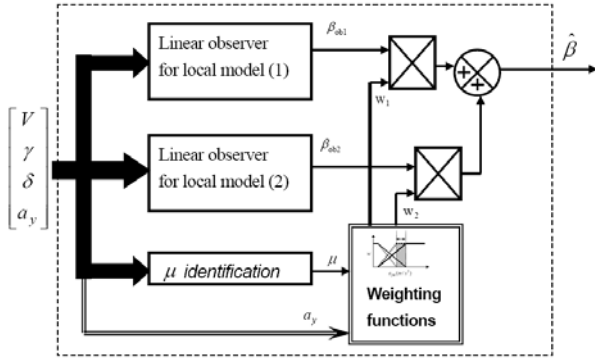 Linear observer
for local model (1)
β_ob1
β̂
w_1
V
γ
δ
a_y
Linear observer
for local model (2)
β_ob2
w_2
μ identification
μ
a_y
Weighting
functions